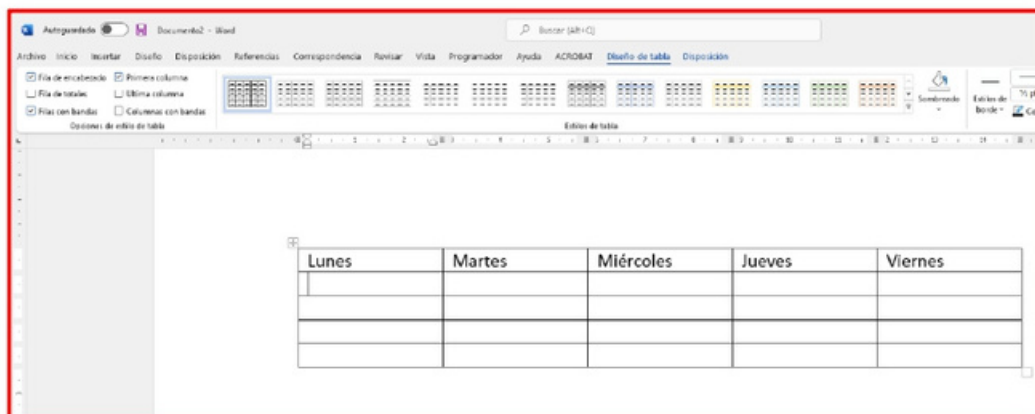 Autoguardado Documento2 - Word Buscar (Alt+Q)
Archivo Inicio Insertar Diseño Disposición Referencias Correspondencia Revisar Vista Programador Ayuda ACROBAT Diseño de tabla Disposición
Fila de encabezado Primera columna
Fila de totales Última columna Sombreado Estilos de
Filas con bandas Columnas con bandas borde
Opciones de estilo de tabla Estilos de tabla
Lunes Martes Miércoles Jueves Viernes